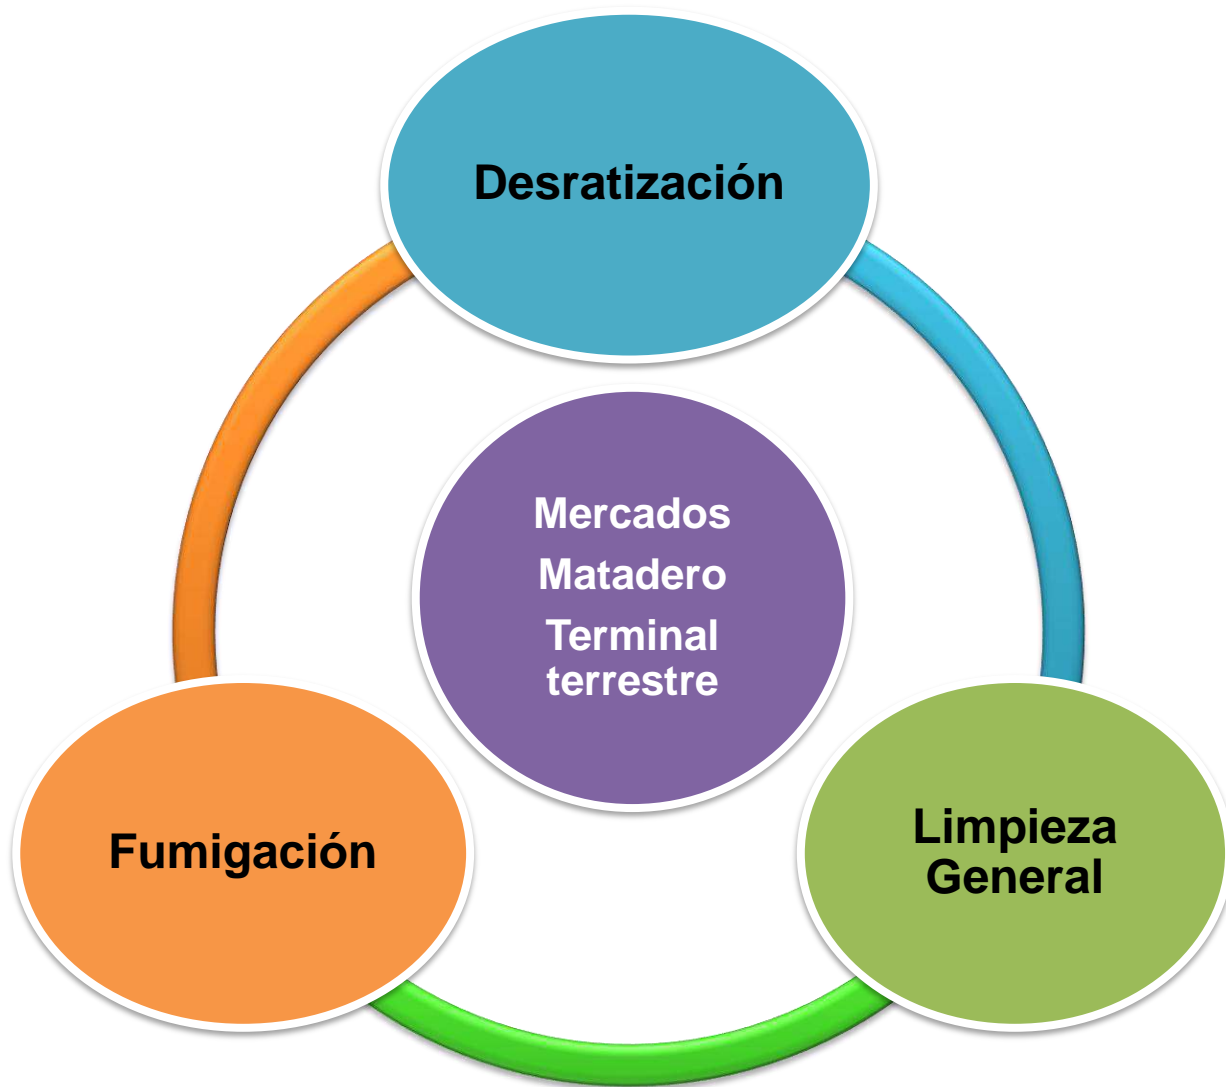 Desratización
Mercados
Matadero
Terminal
terrestre
Fumigación
Limpieza
General